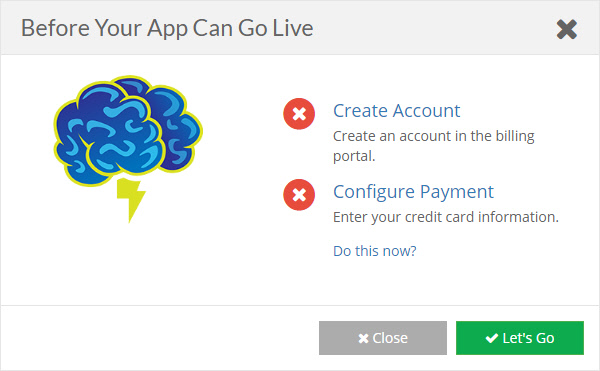 Before Your App Can Go Live
Create Account
Create an account in the billing
portal.
Configure Payment
Enter your credit card information.
Do this now?
Close
Let's Go